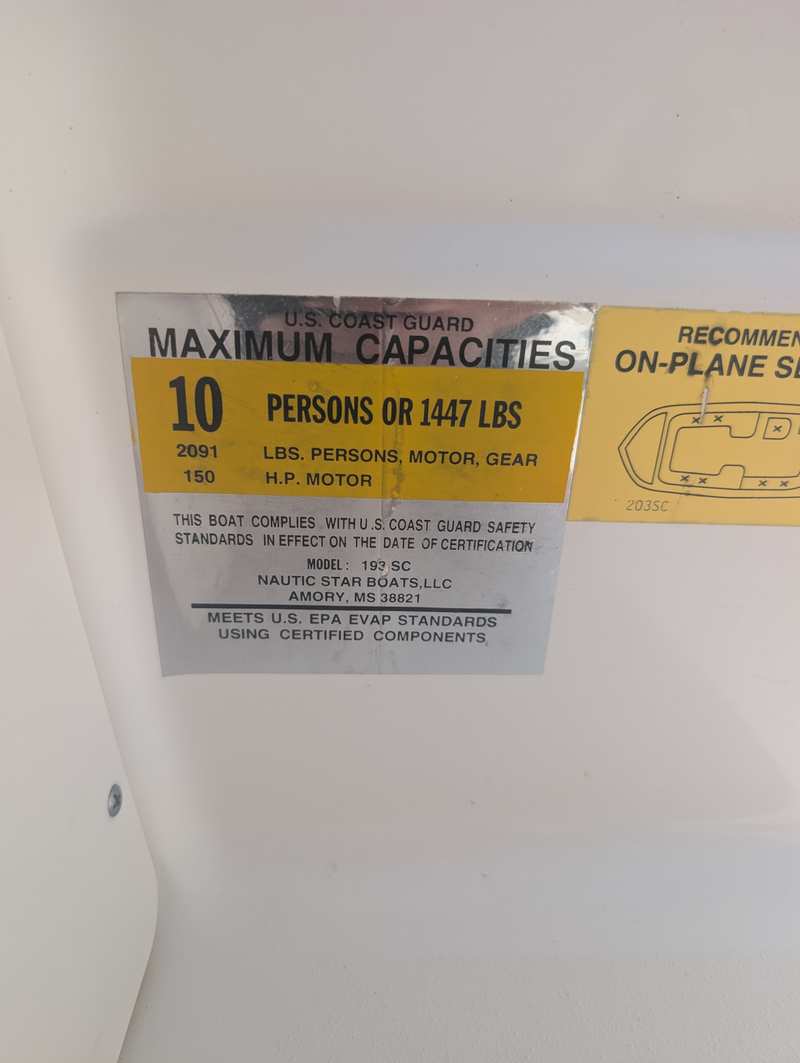 U.S. COAST GUARD
MAXIMUM CAPACITIES
10 PERSONS OR 1447 LBS
2091 LBS. PERSONS, MOTOR, GEAR
150 H.P. MOTOR
THIS BOAT COMPLIES WITH U.S. COAST GUARD SAFETY
STANDARDS IN EFFECT ON THE DATE OF CERTIFICATION
MODEL: 193 SC
NAUTIC STAR BOATS,LLC
AMORY, MS 38821
MEETS U.S. EPA EVAP STANDARDS
USING CERTIFIED COMPONENTS
RECOMMEN
ON-PLANE SE
203SC